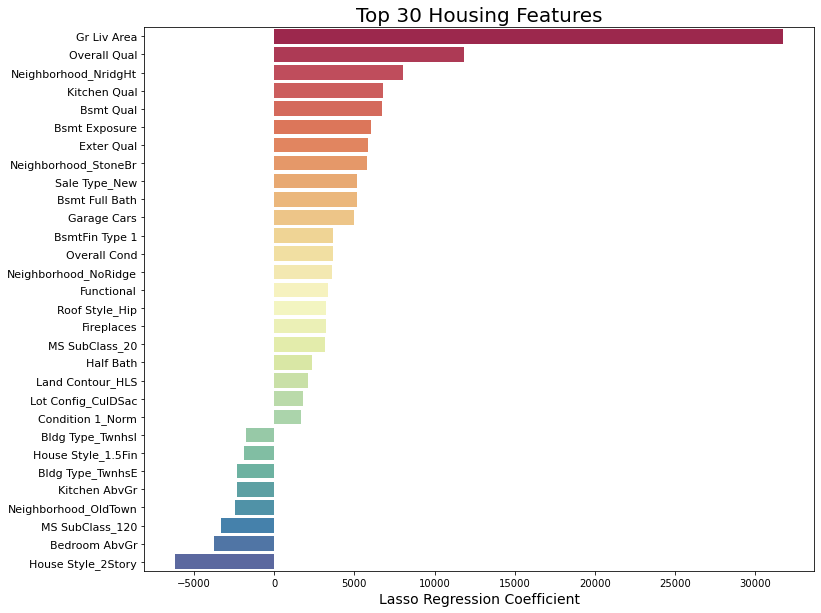 Top 30 Housing Features
Gr Liv Area
Overall Qual
Neighborhood_NridgHt
Kitchen Qual
Bsmt Qual
Bsmt Exposure
Exter Qual
Neighborhood_StoneBr
Sale Type_New
Bsmt Full Bath
Garage Cars
BsmtFin Type 1
Overall Cond
Neighborhood_NoRidge
Functional
Roof Style_Hip
Fireplaces
MS SubClass_20
Half Bath
Land Contour_HLS
Lot Config_CulDSac
Condition 1_Norm
Bldg Type_TwnhsI
House Style_1.5Fin
Bldg Type_TwnhsE
Kitchen AbvGr
Neighborhood_OldTown
MS SubClass_120
Bedroom AbvGr
House Style_2Story
−5000 0 5000 10000 15000 20000 25000 30000
Lasso Regression Coefficient